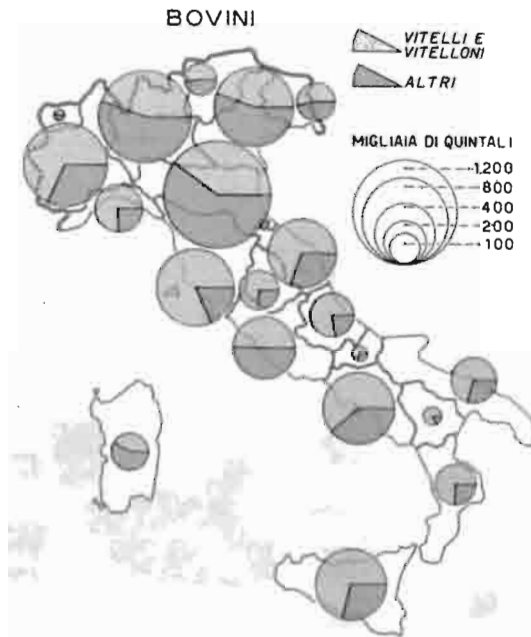 BOVINI
VITELLI E
VITELLONI
ALTRI
MIGLIAIA DI QUINTALI
1,200
800
400
200
100